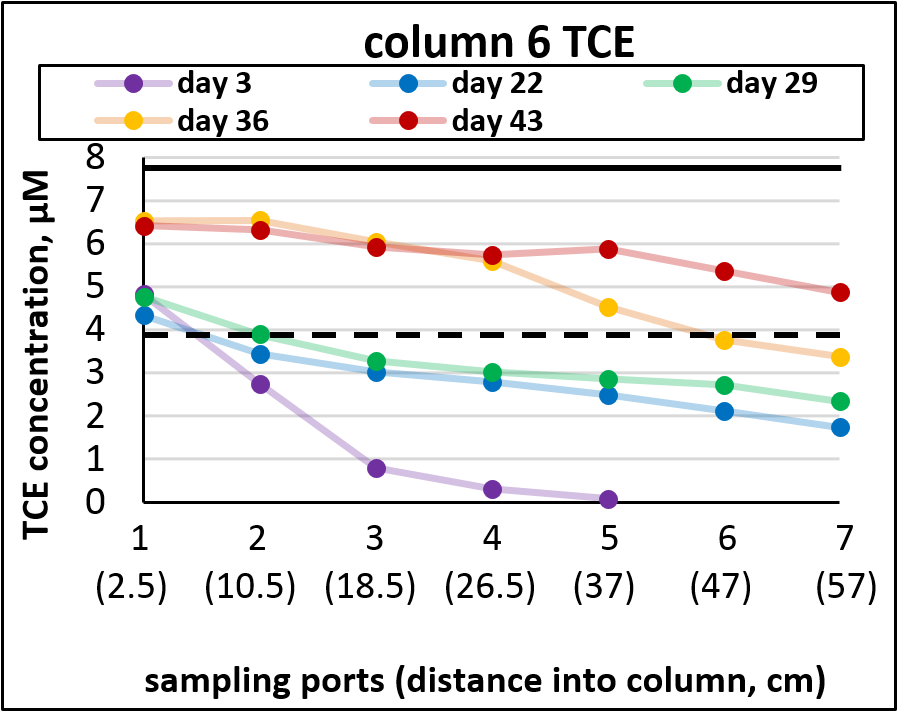 column 6 TCE
day 3 day 22 day 29
day 36 day 43
TCE concentration, µM
8
7
6
5
4
3
2
1
0
1 2 3 4 5 6 7
(2.5) (10.5) (18.5) (26.5) (37) (47) (57)
sampling ports (distance into column, cm)